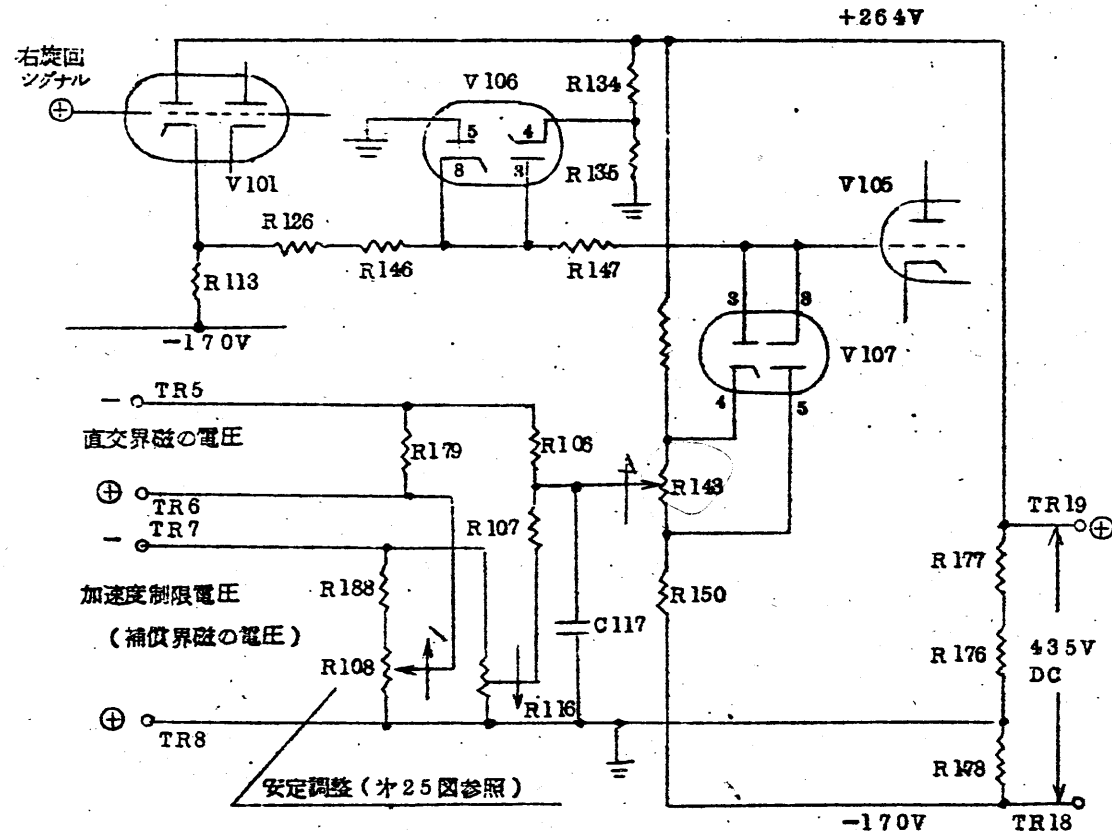 +264V
右旋回
シグナル
⊕
V101
V106
5
4
8
3
R134
R135
V105
R126
R146
R147
R113
-170V
3
8
V107
4
5
- TR5
直交界磁の電圧
R179
R106
R143
⊕ TR6
- TR7
R107
TR19 ⊕
加速度制限電圧
(補償界磁の電圧)
R188
R108
R116
C117
R150
R177
R176
435V
DC
⊕ TR8
R178
安定調整(才25図参照)
-170V
TR18